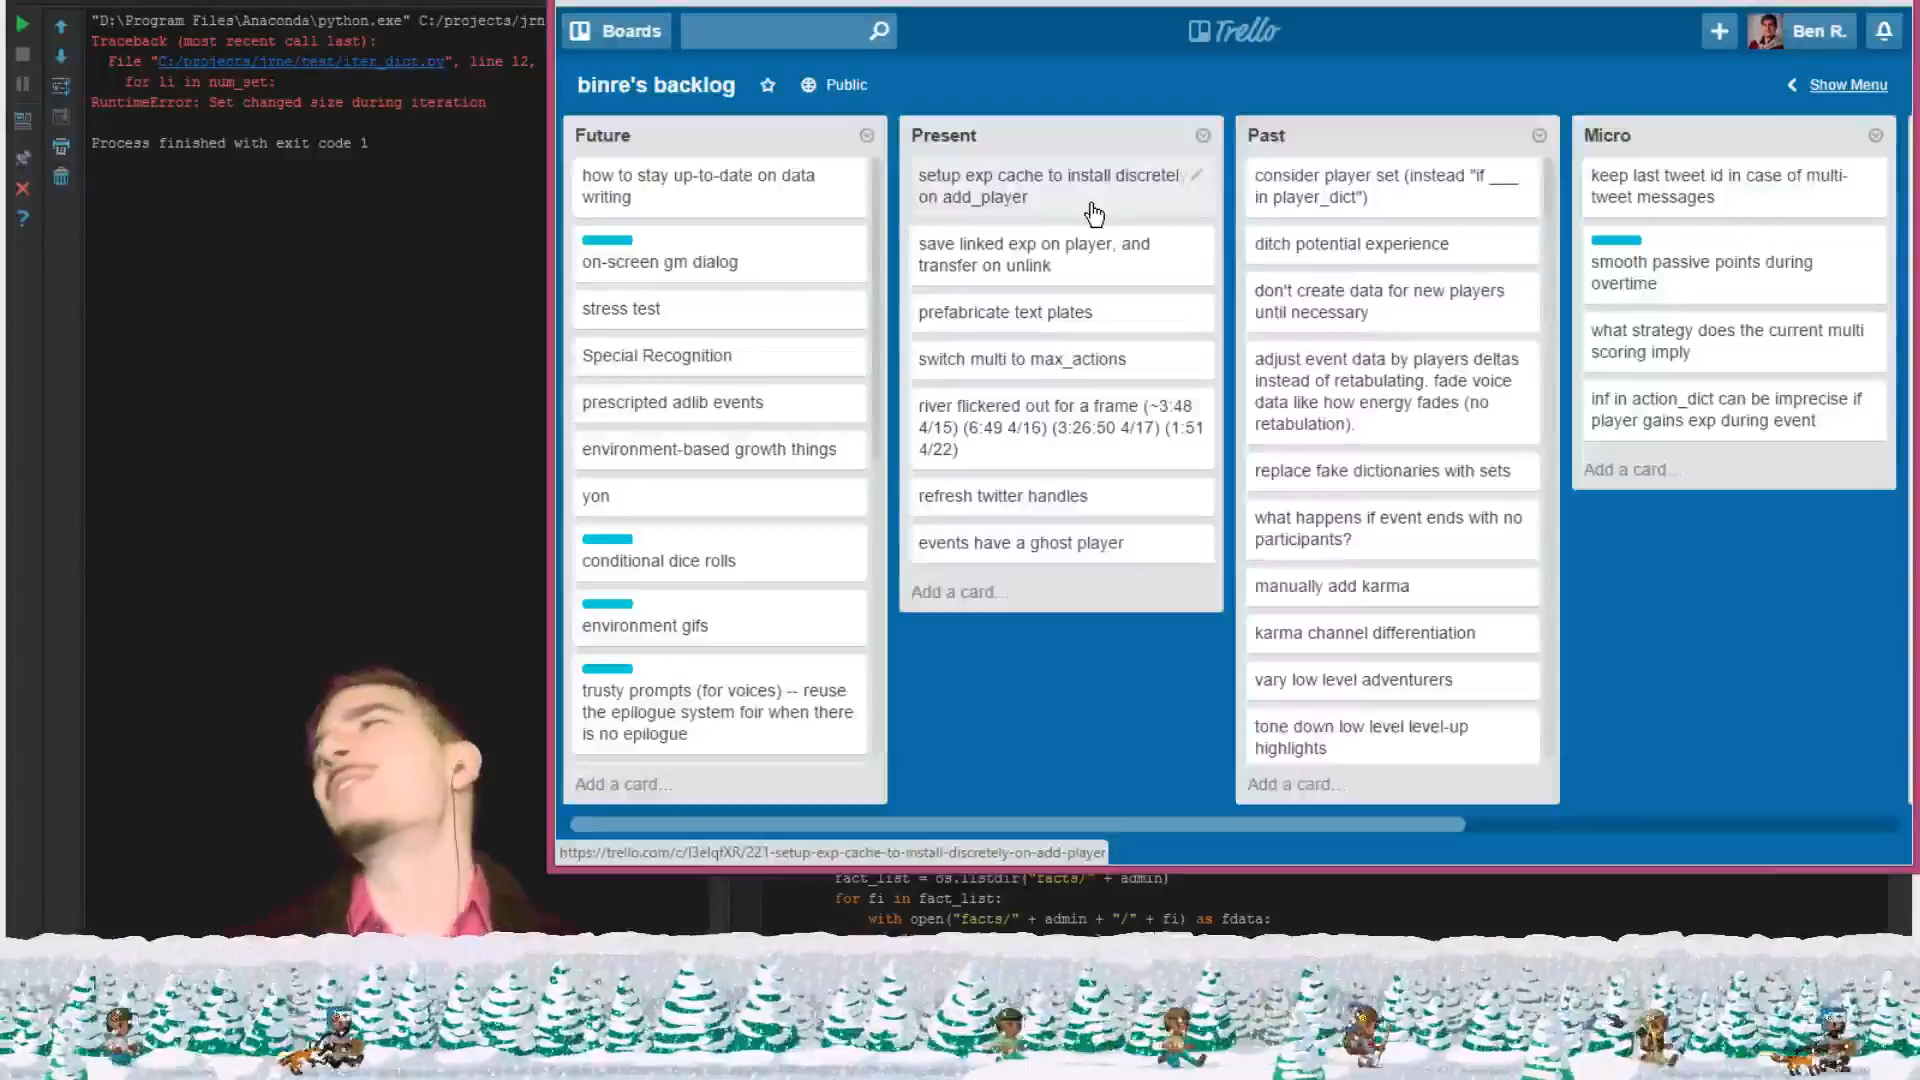 "D:\Program Files\Anaconda\python.exe" C:/projects/jrn
Traceback (most recent call last):
File "C:/projects/jrne/test/iter_dict.py", line 12,
for li in num_set:
RuntimeError: Set changed size during iteration
Process finished with exit code 1
Boards
Trello
Ben R.
binre's backlog
Public
Show Menu
Future
how to stay up-to-date on data
writing
on-screen gm dialog
stress test
Special Recognition
prescripted adlib events
environment-based growth things
yon
conditional dice rolls
environment gifs
trusty prompts (for voices) -- reuse
the epilogue system foir when there
is no epilogue
Add a card...
Present
setup exp cache to install discretely
on add_player
save linked exp on player, and
transfer on unlink
prefabricate text plates
switch multi to max_actions
river flickered out for a frame (~3:48
4/15) (6:49 4/16) (3:26:50 4/17) (1:51
4/22)
refresh twitter handles
events have a ghost player
Add a card...
Past
consider player set (instead "if ___
in player_dict")
ditch potential experience
don't create data for new players
until necessary
adjust event data by players deltas
instead of retabulating. fade voice
data like how energy fades (no
retabulation).
replace fake dictionaries with sets
what happens if event ends with no
participants?
manually add karma
karma channel differentiation
vary low level adventurers
tone down low level level-up
highlights
Add a card...
Micro
keep last tweet id in case of multi-
tweet messages
smooth passive points during
overtime
what strategy does the current multi
scoring imply
inf in action_dict can be imprecise if
player gains exp during event
Add a card...
https://trello.com/c/I3elqfXR/221-setup-exp-cache-to-install-discretely-on-add-player
fact_list = os.listdir("facts/" + admin)
for fi in fact_list:
with open("facts/" + admin + "/" + fi) as fdata: